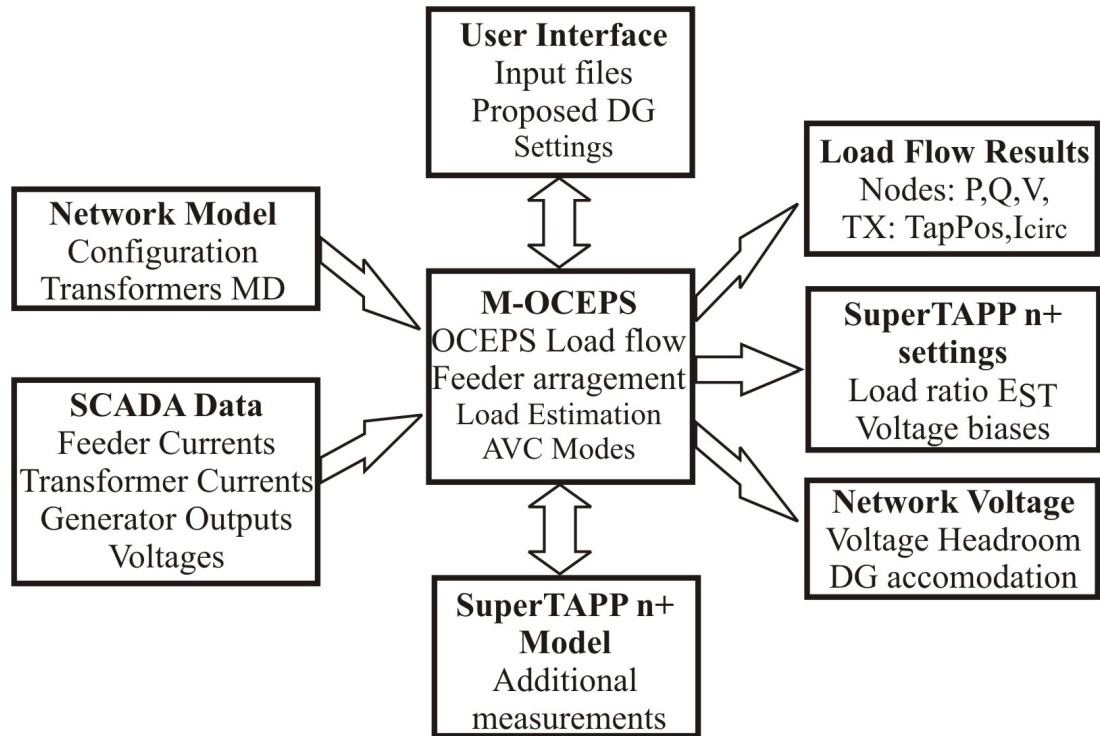 User Interface
Input files
Proposed DG
Settings
Network Model
Configuration
Transformers MD
SCADA Data
Feeder Currents
Transformer Currents
Generator Outputs
Voltages
M-OCEPS
OCEPS Load flow
Feeder arragement
Load Estimation
AVC Modes
SuperTAPP n+
Model
Additional
measurements
Load Flow Results
Nodes: P,Q,V,
TX: TapPos,Icirc
SuperTAPP n+
settings
Load ratio EST
Voltage biases
Network Voltage
Voltage Headroom
DG accomodation